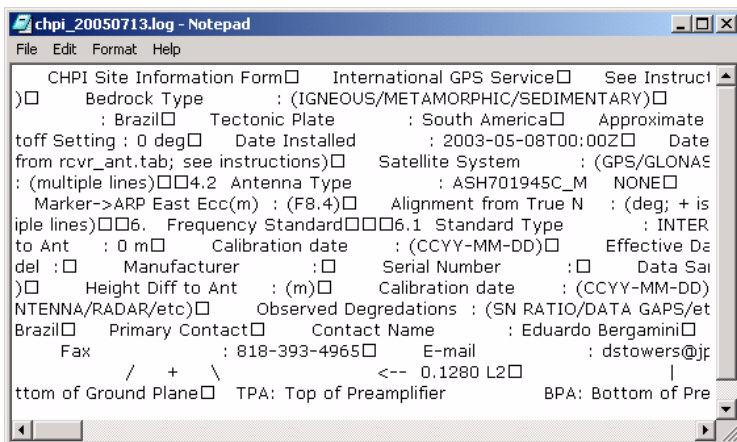 chpi_20050713.log - Notepad
File Edit Format Help
CHPI Site Information Form□ International GPS Service□ See Instruct
)□ Bedrock Type : (IGNEOUS/METAMORPHIC/SEDIMENTARY)□
: Brazil□ Tectonic Plate : South America□ Approximate
toff Setting : 0 deg□ Date Installed : 2003-05-08T00:00Z□ Date
from rcvr_ant.tab; see instructions)□ Satellite System : (GPS/GLONAS
: (multiple lines)□□4.2 Antenna Type : ASH701945C_M NONE□
Marker->ARP East Ecc(m) : (F8.4)□ Alignment from True N : (deg; + is
iple lines)□□6. Frequency Standard□□□6.1 Standard Type : INTER
to Ant : 0 m□ Calibration date : (CCYY-MM-DD)□ Effective Da
del :□ Manufacturer :□ Serial Number :□ Data Sar
)□ Height Diff to Ant : (m)□ Calibration date : (CCYY-MM-DD)
NTENNA/RADAR/etc)□ Observed Degredations : (SN RATIO/DATA GAPS/et
Brazil□ Primary Contact□ Contact Name : Eduardo Bergamini□
Fax : 818-393-4965□ E-mail : dstowers@jp
/ + \ <-- 0.1280 L2□ |
ttom of Ground Plane□ TPA: Top of Preamplifier BPA: Bottom of Pre